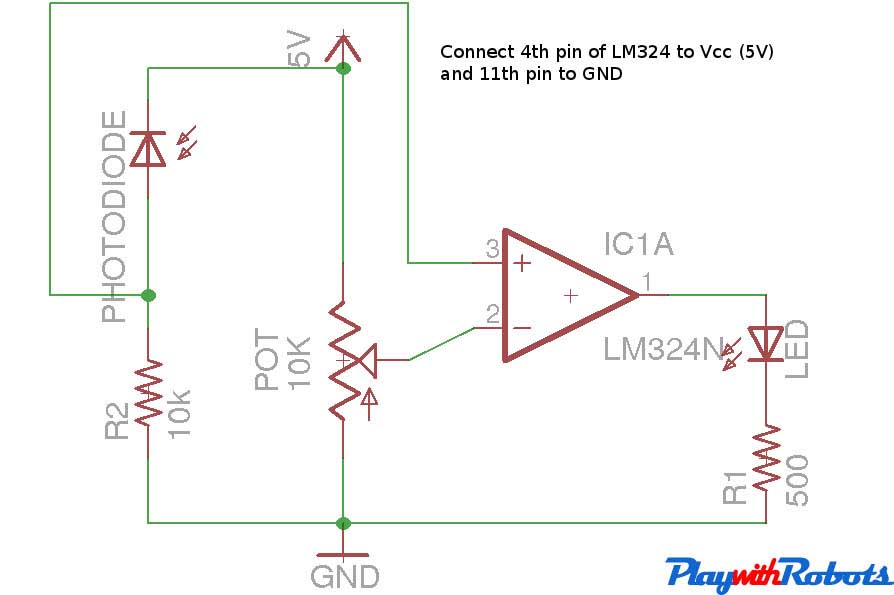 Connect 4th pin of LM324 to Vcc (5V)
and 11th pin to GND
5V
PHOTODIODE
3
IC1A
1
2
LM324N
LED
POT
10K
R2
10k
R1
500
GND
PlaywithRobots